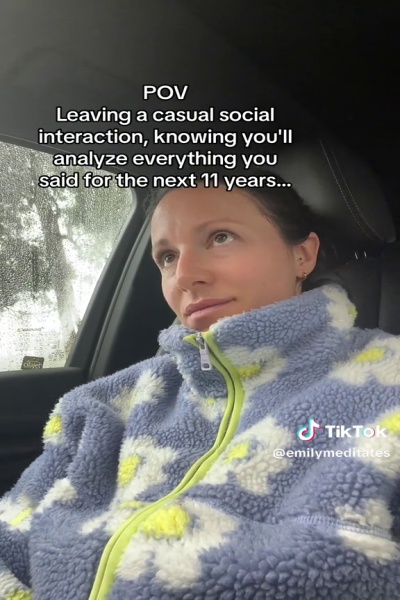 POV
Leaving a casual social
interaction, knowing you'll
analyze everything you
said for the next 11 years...
TikTok
@emilymeditates